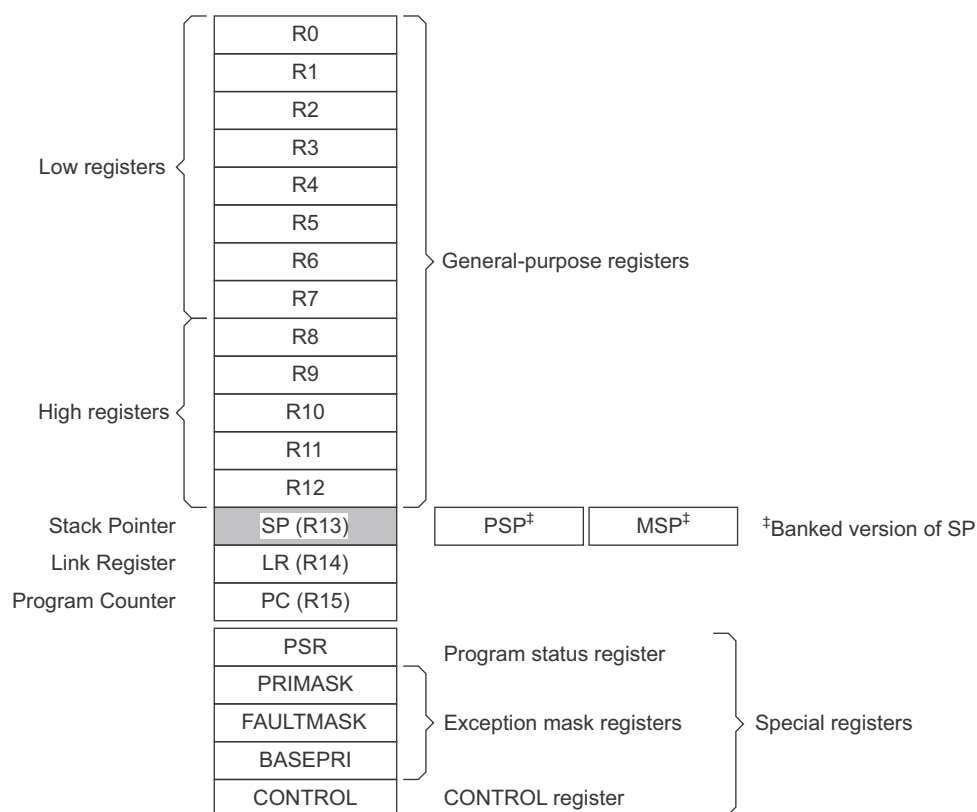 R0
R1
R2
R3
Low registers
R4
R5
R6
General-purpose registers
R7
R8
R9
High registers
R10
R11
R12
Stack Pointer SP (R13) PSP‡ MSP‡ ‡Banked version of SP
Link Register LR (R14)
Program Counter PC (R15)
PSR Program status register
PRIMASK
FAULTMASK Exception mask registers Special registers
BASEPRI
CONTROL CONTROL register